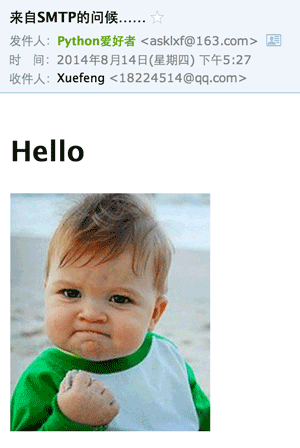 来自SMTP的问候……
发件人：Python爱好者 <asklxf@163.com>
时　间：2014年8月14日(星期四) 下午5:27
收件人：Xuefeng <18224514@qq.com>
Hello